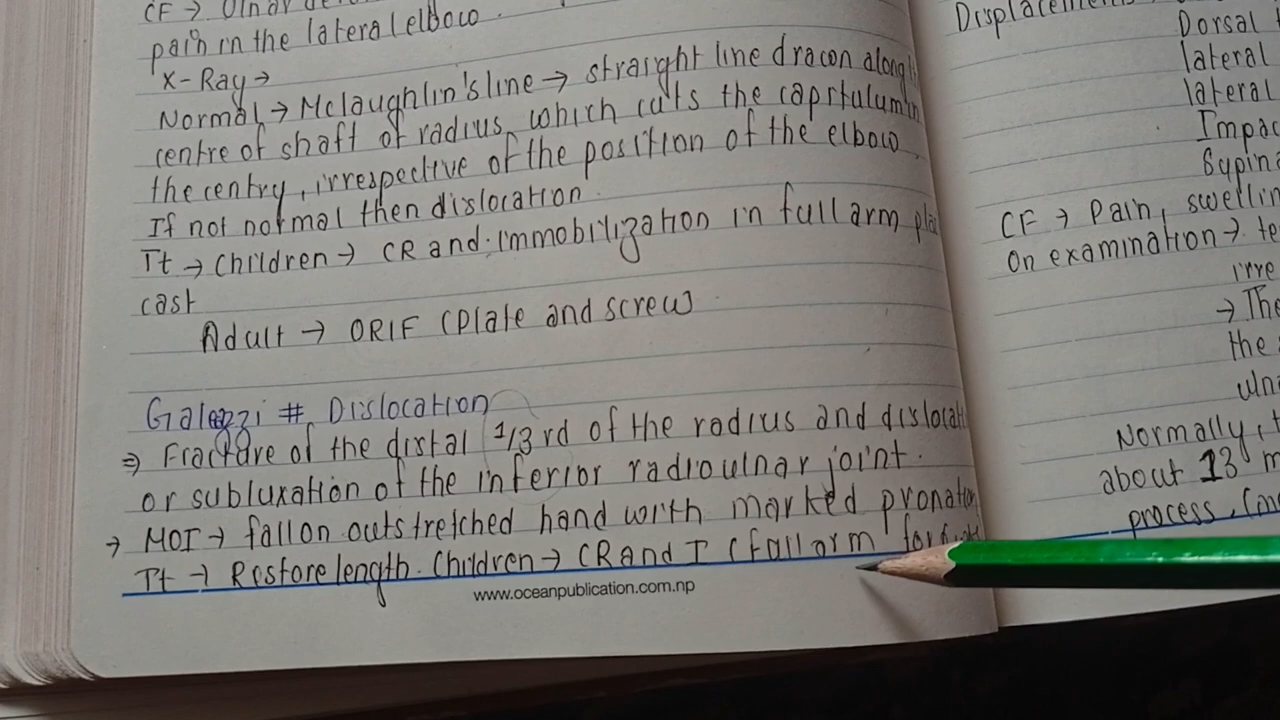 CF →
pain in the lateral elbow.
X-Ray →
Normal → Mclaughlin's line → straight line drawn along
centre of shaft of radius, which cuts the capitulum in
the centry, irrespective of the position of the elbow.
If not normal then dislocation.
Tt → Children → CR and immobilization in full arm
cast
Adult → ORIF (Plate and screw)
Galeazzi # Dislocation
⇒ Fracture of the distal 1/3rd of the radius and
or subluxation of the inferior radioulnar joint.
→ MOI → fall on outstretched hand with marked pronation
Tt → Restore length. Children → CR and I (full arm
www.oceanpublication.com.np
Dorsal
lateral
lateral
CF → Pain,
On examination →
→ The
the
Normally,
about 13
process,